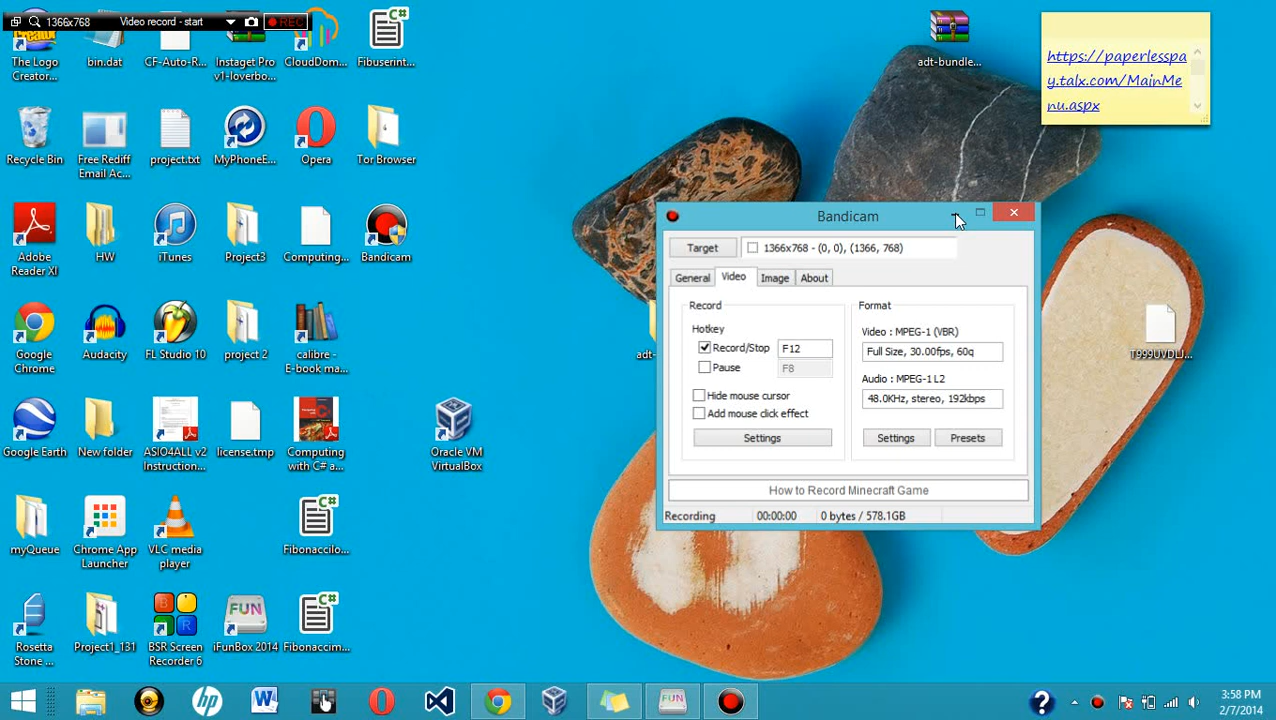 1366x768
Video record - start
REC
The Logo
Creator...
bin.dat
CF-Auto-R...
Instaget Pro
v1-loverbo...
CloudDom...
Fibuserint...
adt-bundle...
https://paperlesspa
y.talx.com/MainMe
nu.aspx
Recycle Bin
Free Rediff
Email Ac...
project.txt
MyPhoneE...
Opera
Tor Browser
Adobe
Reader XI
HW
iTunes
Project3
Computing...
Bandicam
Google
Chrome
Audacity
FL Studio 10
project 2
calibre -
E-book ma...
adt-
T999UVDLJ...
Google Earth
New folder
ASIO4ALL v2
Instruction...
license.tmp
Computing
with C# a...
Oracle VM
VirtualBox
myQueue
Chrome App
Launcher
VLC media
player
Fibonaccilo...
Rosetta
Stone ...
Project1_131
BSR Screen
Recorder 6
FUN
iFunBox 2014
Fibonaccim...
Bandicam
Target
1366x768 - (0, 0), (1366, 768)
General
Video
Image
About
Record
Hotkey
Record/Stop
F12
Pause
F8
Hide mouse cursor
Add mouse click effect
Settings
Format
Video : MPEG-1 (VBR)
Full Size, 30.00fps, 60q
Audio : MPEG-1 L2
48.0KHz, stereo, 192kbps
Settings
Presets
How to Record Minecraft Game
Recording
00:00:00
0 bytes / 578.1GB
3:58 PM
2/7/2014